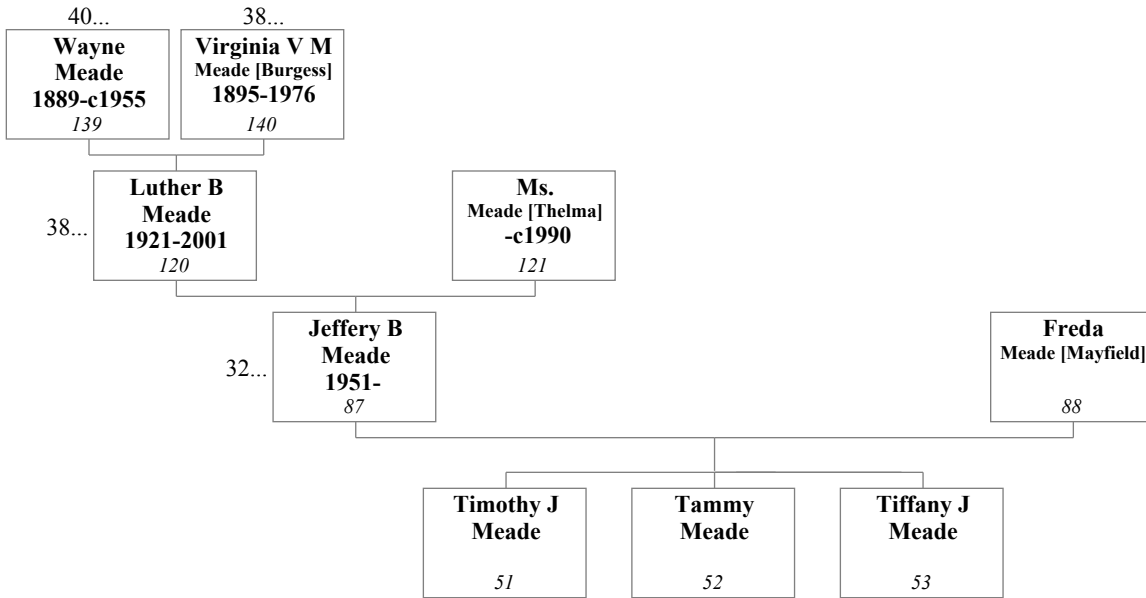 40...
38...
Wayne
Meade
1889-c1955
139
Virginia V M
Meade [Burgess]
1895-1976
140
38...
Luther B
Meade
1921-2001
120
Ms.
Meade [Thelma]
-c1990
121
32...
Jeffery B
Meade
1951-
87
Freda
Meade [Mayfield]
88
Timothy J
Meade
51
Tammy
Meade
52
Tiffany J
Meade
53